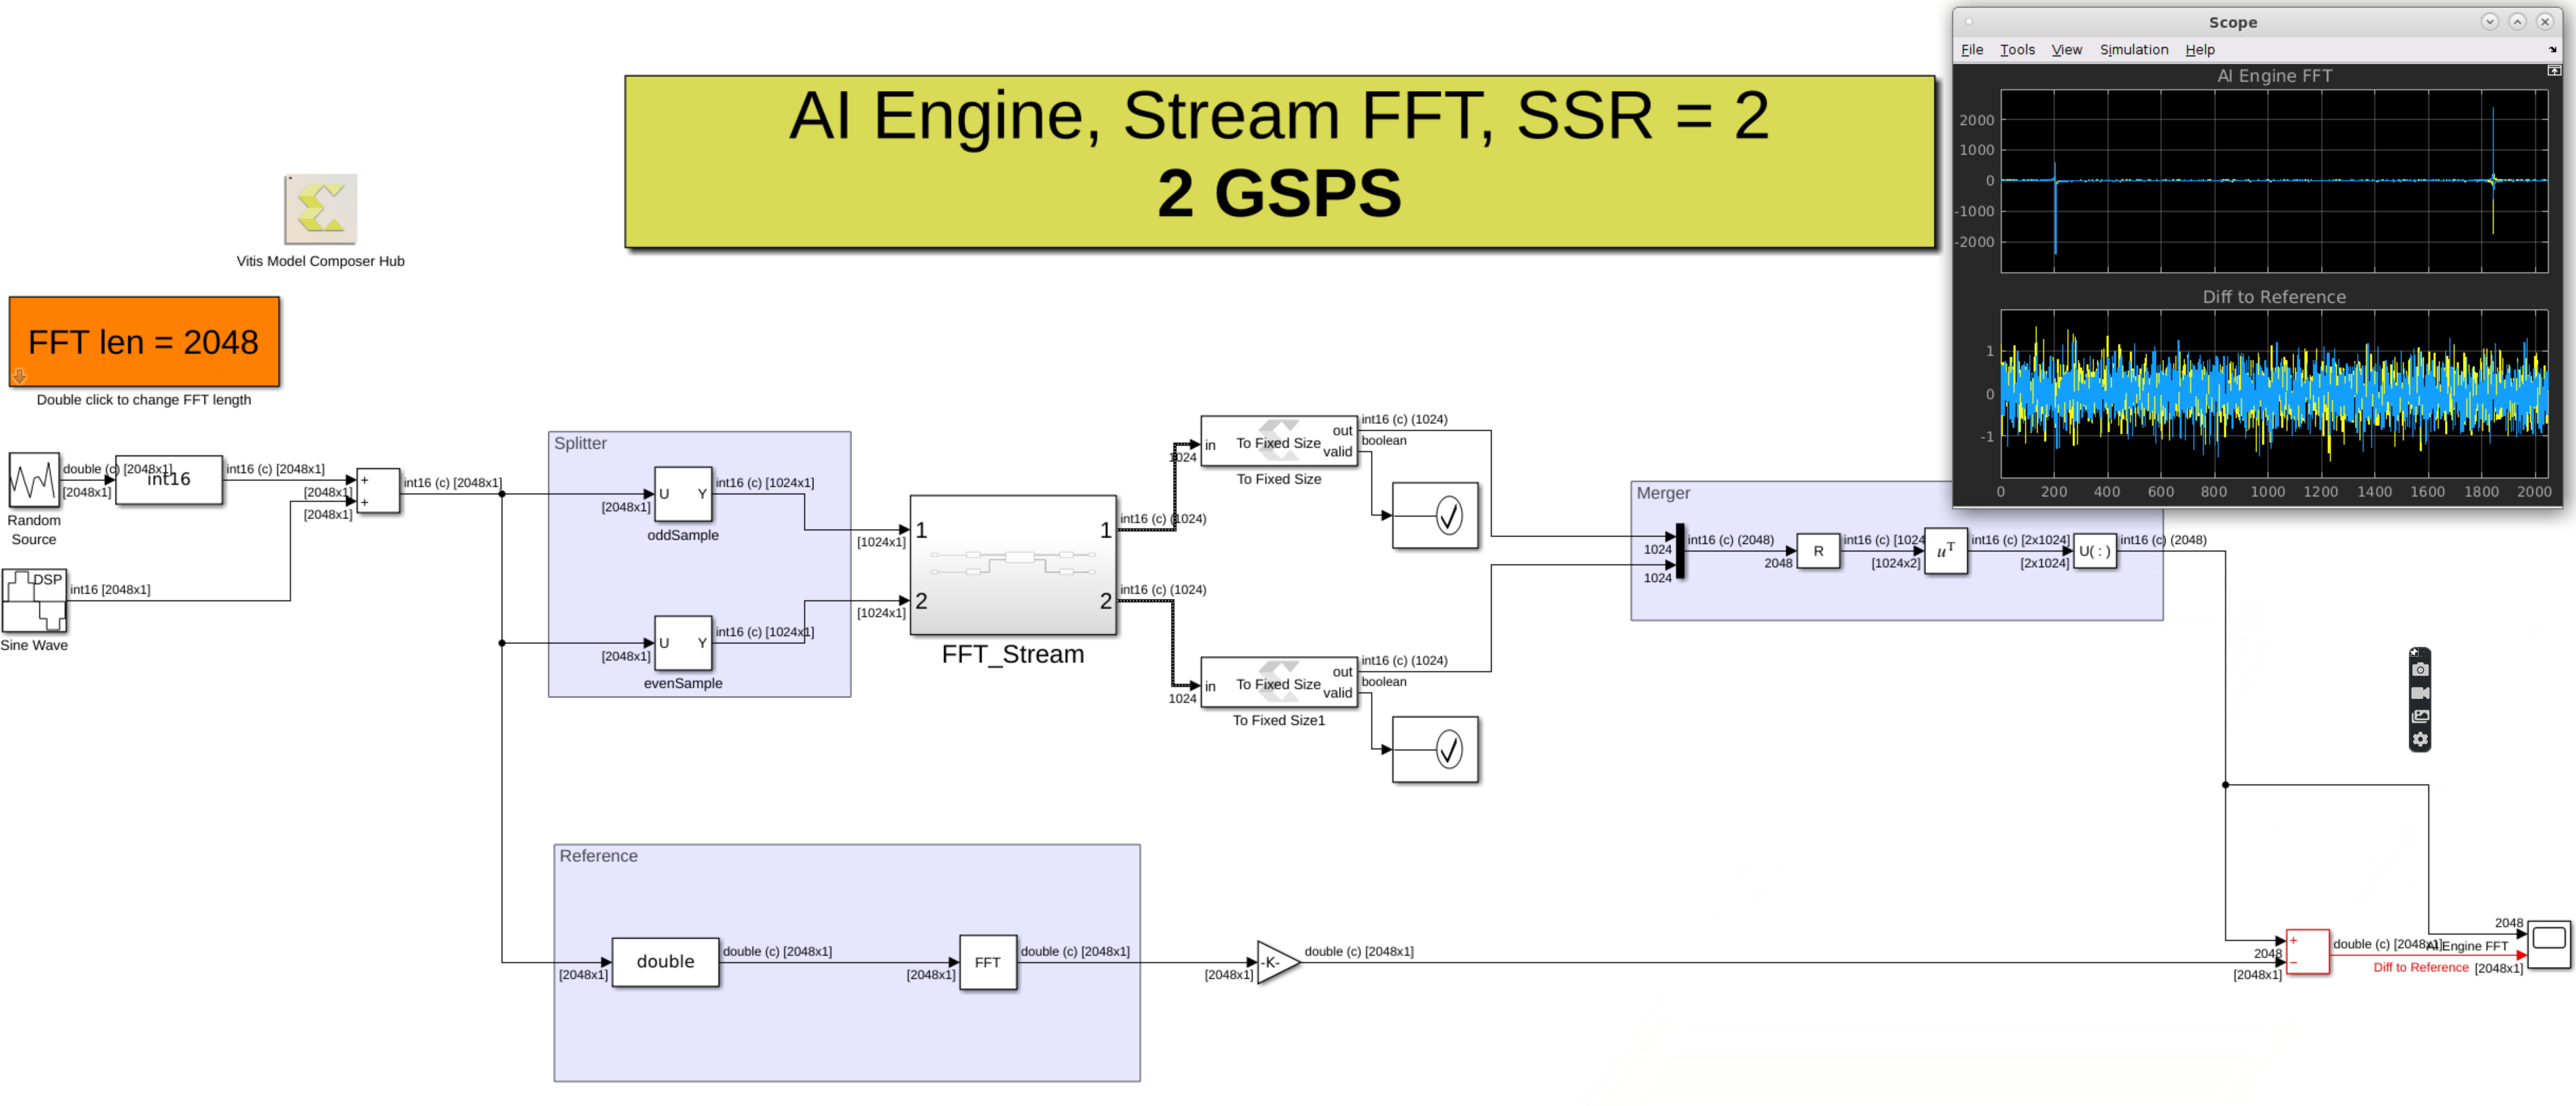 AI Engine, Stream FFT, SSR = 2
2 GSPS
Vitis Model Composer Hub
FFT len = 2048
Double click to change FFT length
Scope
File Tools View Simulation Help
AI Engine FFT
2000
1000
0
-1000
-2000
Diff to Reference
1
0
-1
0 200 400 600 800 1000 1200 1400 1600 1800 2000
Random
Source
double (c) [2048x1]
[2048x1]
int16
int16 (c) [2048x1]
[2048x1]
+
+
[2048x1]
int16 (c) [2048x1]
DSP
int16 [2048x1]
Sine Wave
Splitter
[2048x1]
U Y
int16 (c) [1024x1]
oddSample
[2048x1]
U Y
int16 (c) [1024x1]
evenSample
[1024x1]
[1024x1]
1 1
2 2
FFT_Stream
int16 (c) (1024)
int16 (c) (1024)
1024
in To Fixed Size out
valid
To Fixed Size
int16 (c) (1024)
boolean
1024
in To Fixed Size out
valid
To Fixed Size1
int16 (c) (1024)
boolean
Merger
1024
1024
int16 (c) (2048)
2048
R
int16 (c) [1024
[1024x2]
uT
int16 (c) [2x1024]
[2x1024]
U( : )
int16 (c) (2048)
Reference
[2048x1]
double
double (c) [2048x1]
[2048x1]
FFT
double (c) [2048x1]
[2048x1]
-K-
double (c) [2048x1]
2048
[2048x1]
+
−
double (c) [2048x1]
AI Engine FFT
Diff to Reference
2048
[2048x1]